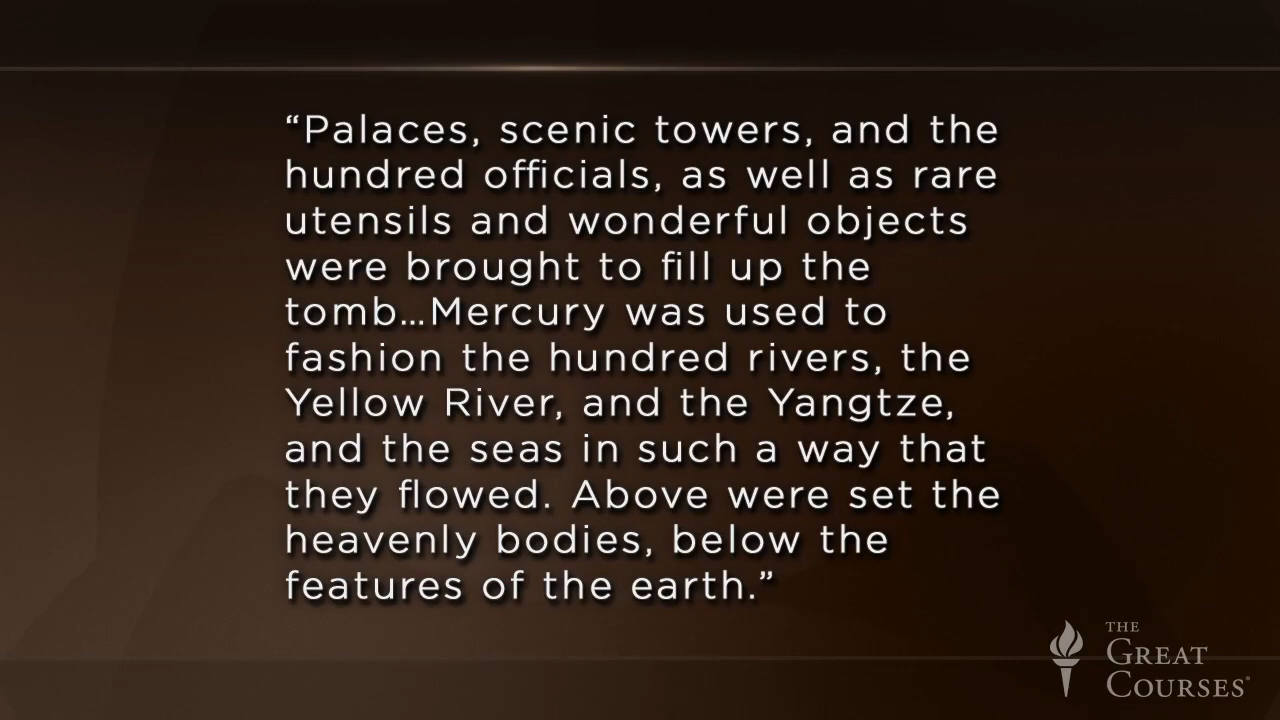 “Palaces, scenic towers, and the
hundred officials, as well as rare
utensils and wonderful objects
were brought to fill up the
tomb...Mercury was used to
fashion the hundred rivers, the
Yellow River, and the Yangtze,
and the seas in such a way that
they flowed. Above were set the
heavenly bodies, below the
features of the earth.”
THE
GREAT
COURSES®